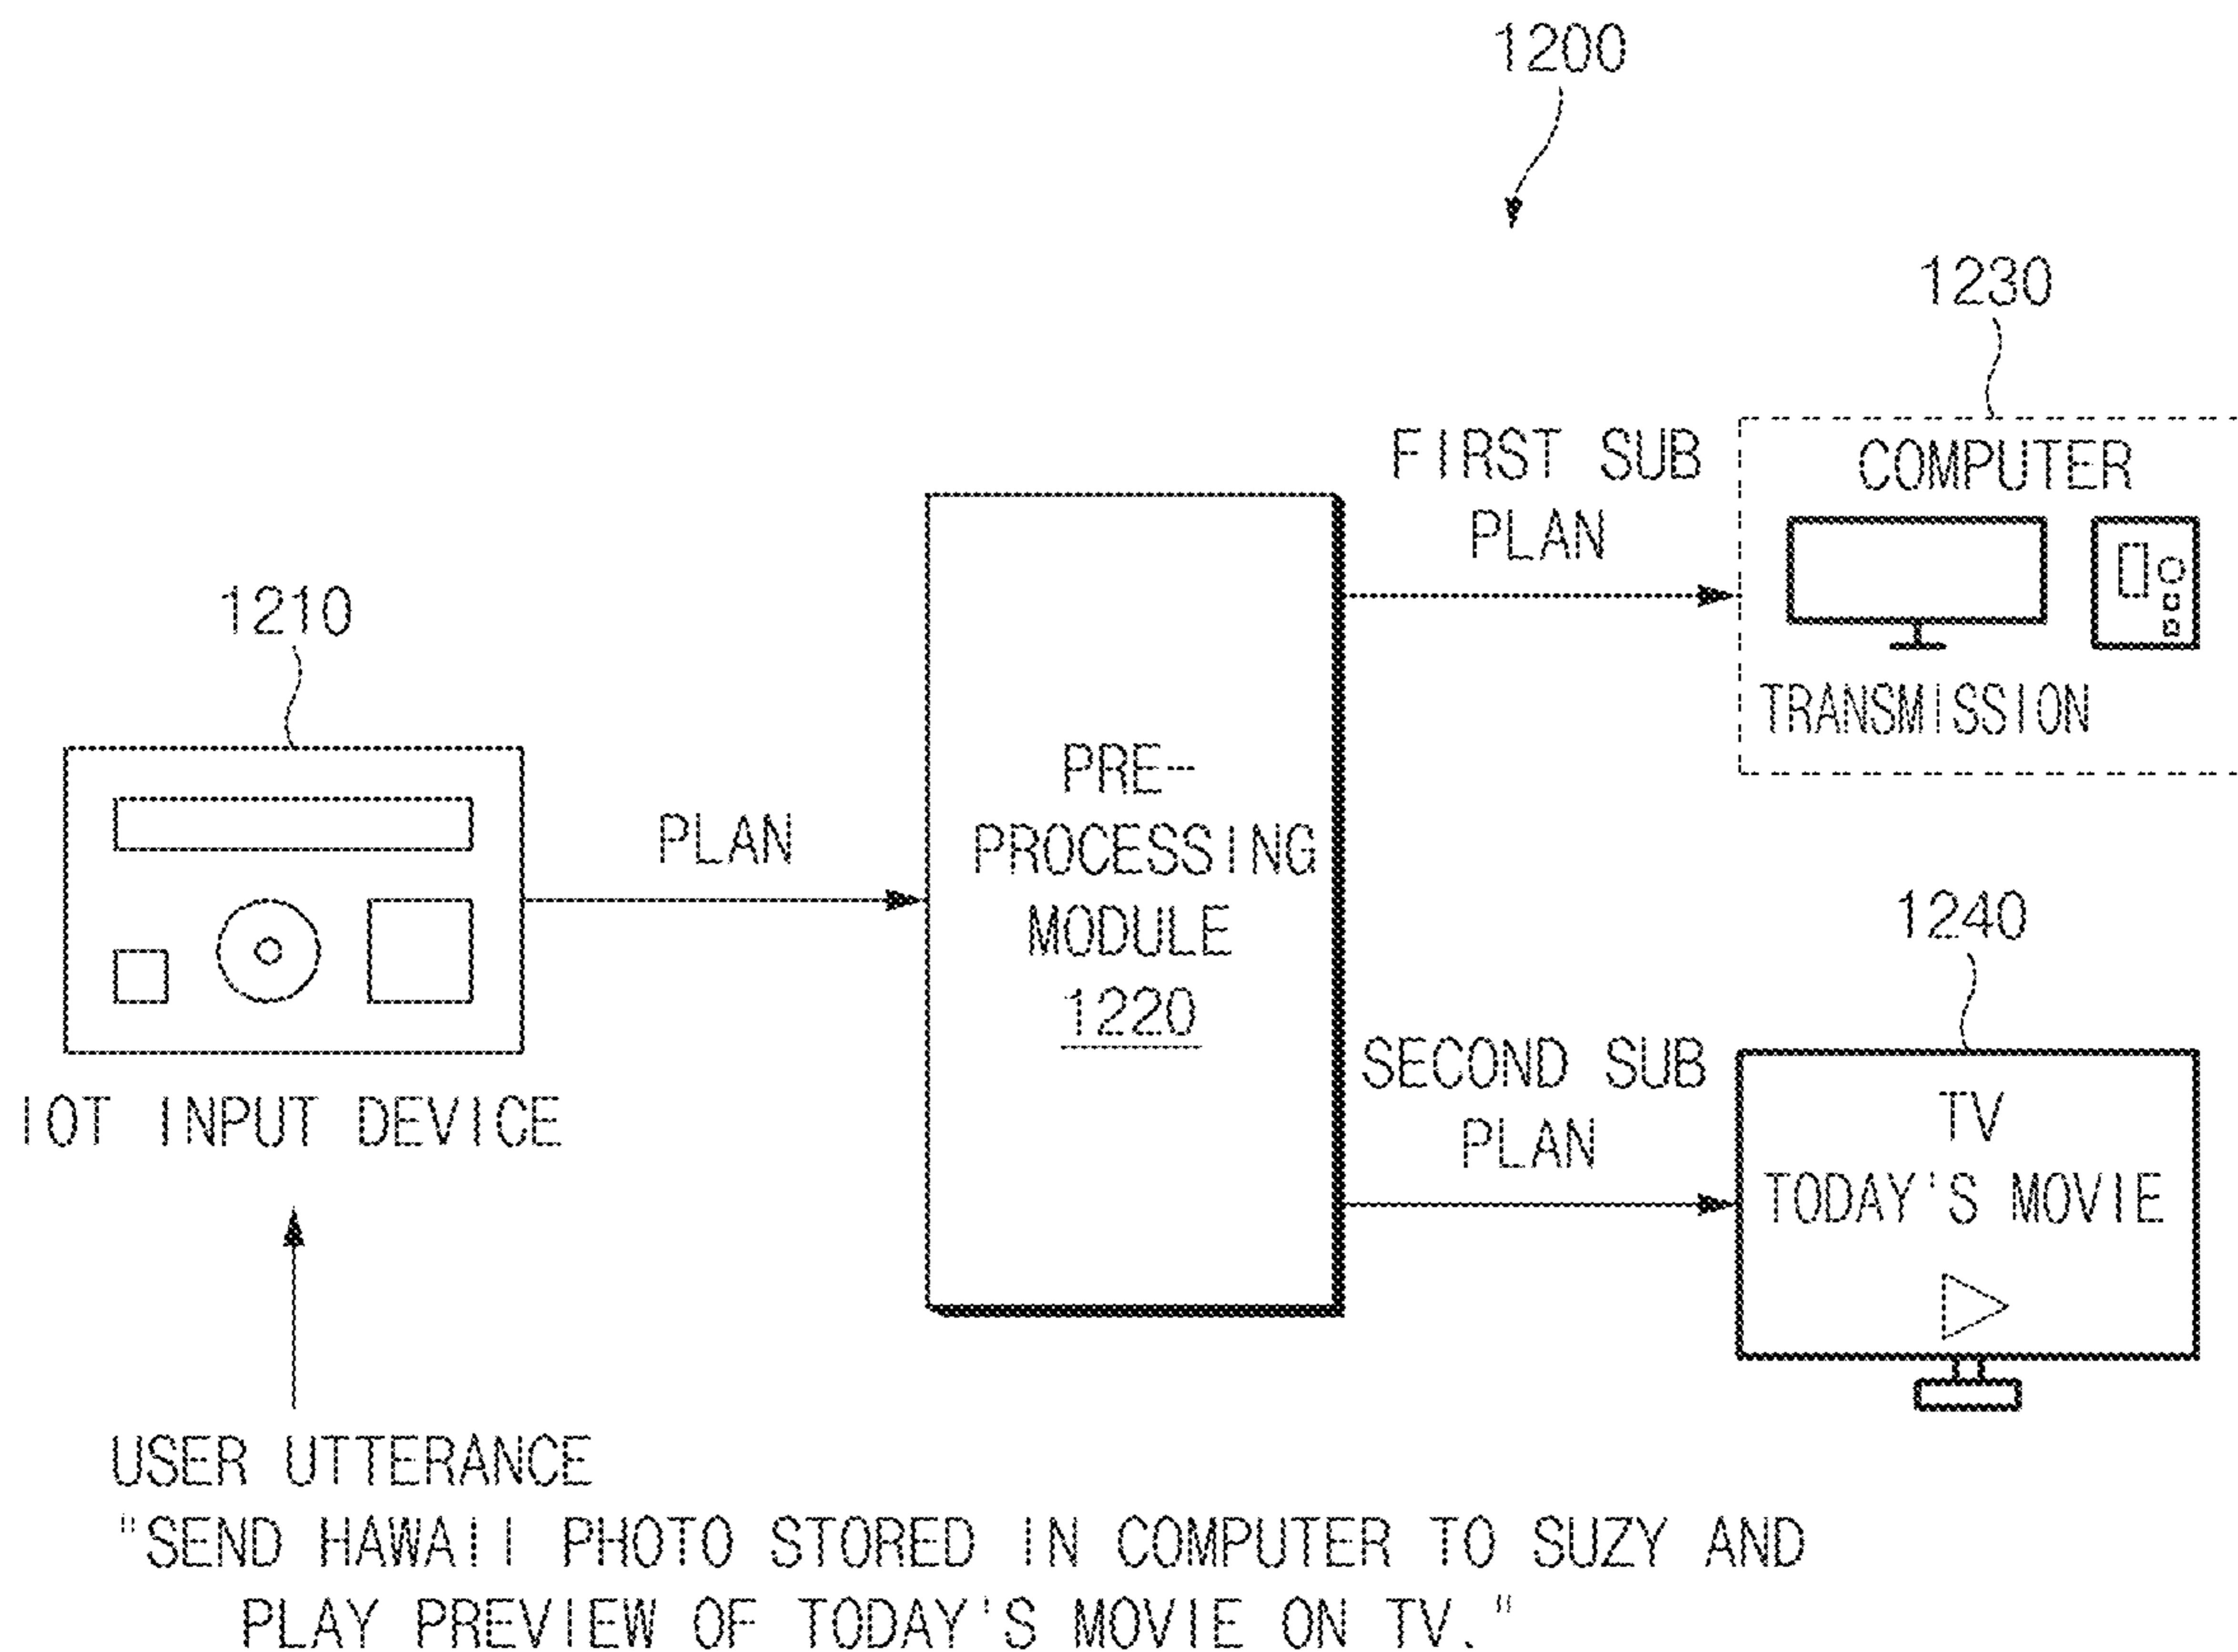 1200
1230
FIRST SUB
PLAN
COMPUTER
TRANSMISSION
1210
PLAN
PRE-
PROCESSING
MODULE
1220
IOT INPUT DEVICE
1240
SECOND SUB
PLAN
TV
TODAY'S MOVIE
USER UTTERANCE
"SEND HAWAII PHOTO STORED IN COMPUTER TO SUZY AND
PLAY PREVIEW OF TODAY'S MOVIE ON TV."